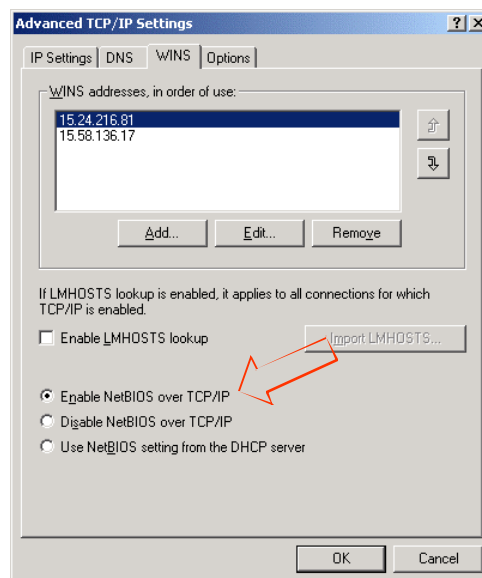 Advanced TCP/IP Settings
IP Settings DNS WINS Options
WINS addresses, in order of use:
15.24.216.81
15.58.136.17
Add... Edit... Remove
If LMHOSTS lookup is enabled, it applies to all connections for which
TCP/IP is enabled.
Enable LMHOSTS lookup Import LMHOSTS...
Enable NetBIOS over TCP/IP
Disable NetBIOS over TCP/IP
Use NetBIOS setting from the DHCP server
OK Cancel